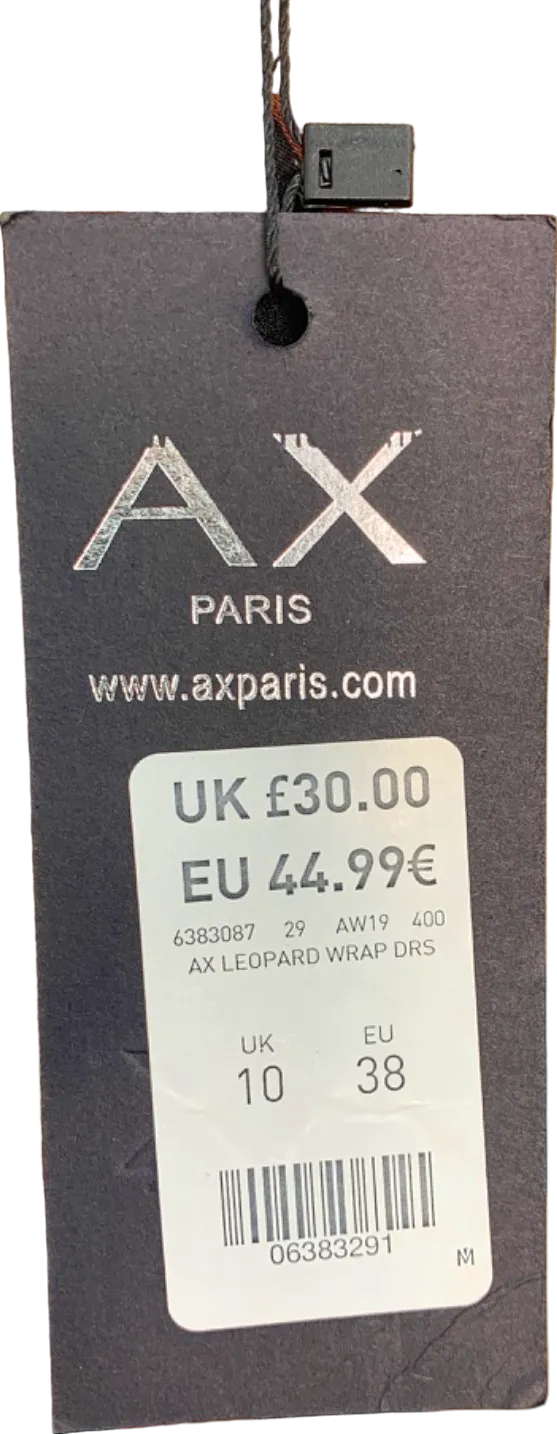 AX
PARIS
www.axparis.com
UK £30.00
EU 44.99€
6383087 29 AW19 400
AX LEOPARD WRAP DRS
UK EU
10 38
06383291
M